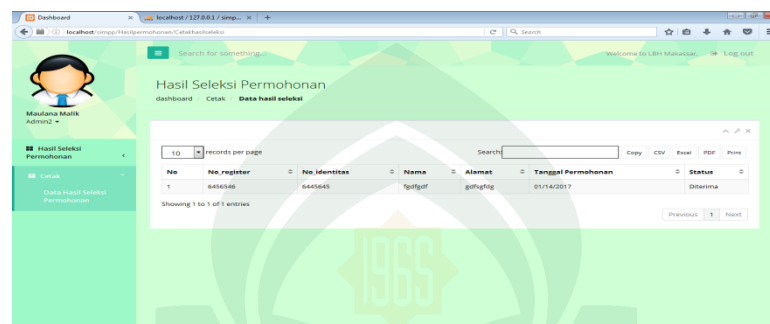 Dashboard × localhost / 127.0.0.1 / simp... × +
localhost/simpp/Hasilpermohonan/Cetakhasilseleksi Search
Search for something... Welcome to LBH Makassar. Log out
Maulana Malik
Admin2
Hasil Seleksi
Permohonan
Cetak
Data Hasil Seleksi
Permohonan
Hasil Seleksi Permohonan
dashboard / Cetak / Data hasil seleksi
10 records per page Search: Copy CSV Excel PDF Print
No No_register No_identitas Nama Alamat Tanggal Permohonan Status
1 6456546 6445645 fgdfgdf gdfsgfdg 01/14/2017 Diterima
Showing 1 to 1 of 1 entries
Previous 1 Next
1965